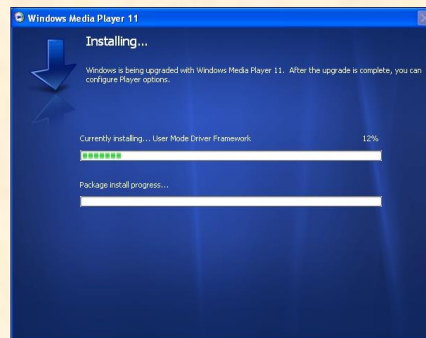 Windows Media Player 11
Installing...
Windows is being upgraded with Windows Media Player 11. After the upgrade is complete, you can
configure Player options.
Currently installing... User Mode Driver Framework 12%
Package install progress...